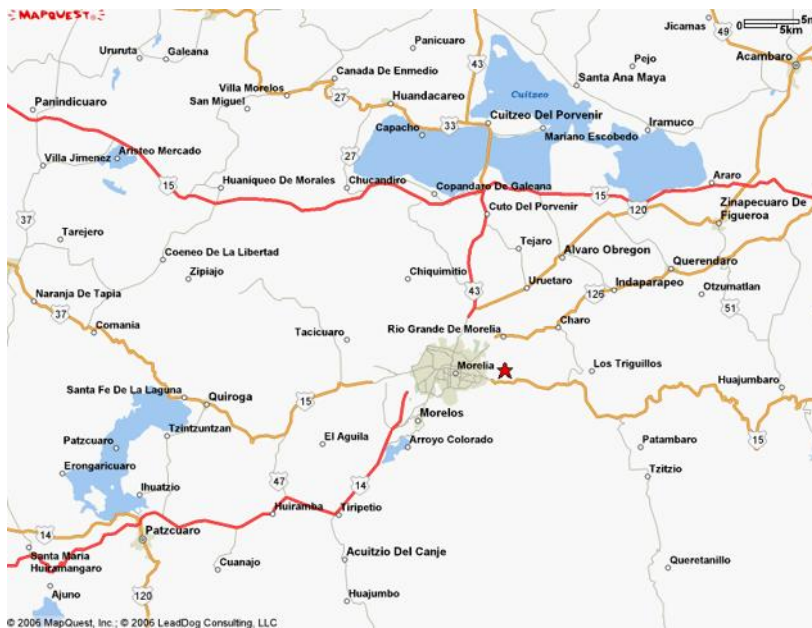 MAPQUEST
5mi
0
5km
Jicamas
49
Panicuaro
Ururuta
Galeana
Pejo
Acambaro
43
Canada De Enmedio
Santa Ana Maya
Villa Morelos
27
Huandacareo
Cuitzeo
San Miguel
Panindicuaro
Capacho
33
Cuitzeo Del Porvenir
Mariano Escobedo
Iramuco
Aristeo Mercado
Villa Jimenez
27
15
Huaniqueo De Morales
Chucandiro
Copandaro De Galeana
15
Araro
120
Zinapecuaro De
Figueroa
37
Cuto Del Porvenir
Tarejero
Tejaro
Alvaro Obregon
Coeneo De La Libertad
Querendaro
Zipiajo
Chiquimitio
43
Uruetaro
126
Indaparapeo
Otzumatlan
Naranja De Tapia
37
51
Comania
Tacicuaro
Rio Grande De Morelia
Charo
Morelia
Los Triguillos
Huajumbaro
Santa Fe De La Laguna
Quiroga
15
Morelos
Tzintzuntzan
Patzcuaro
El Aguila
Arroyo Colorado
Patambaro
15
Erongaricuaro
Tzitzio
Ihuatzio
47
14
Huiramba
Tiripetio
14
Patzcuaro
Santa Maria
Huiramangaro
Cuanajo
Acuitzio Del Canje
Queretanillo
Ajuno
120
Huajumbo
© 2006 MapQuest, Inc.; © 2006 LeadDog Consulting, LLC